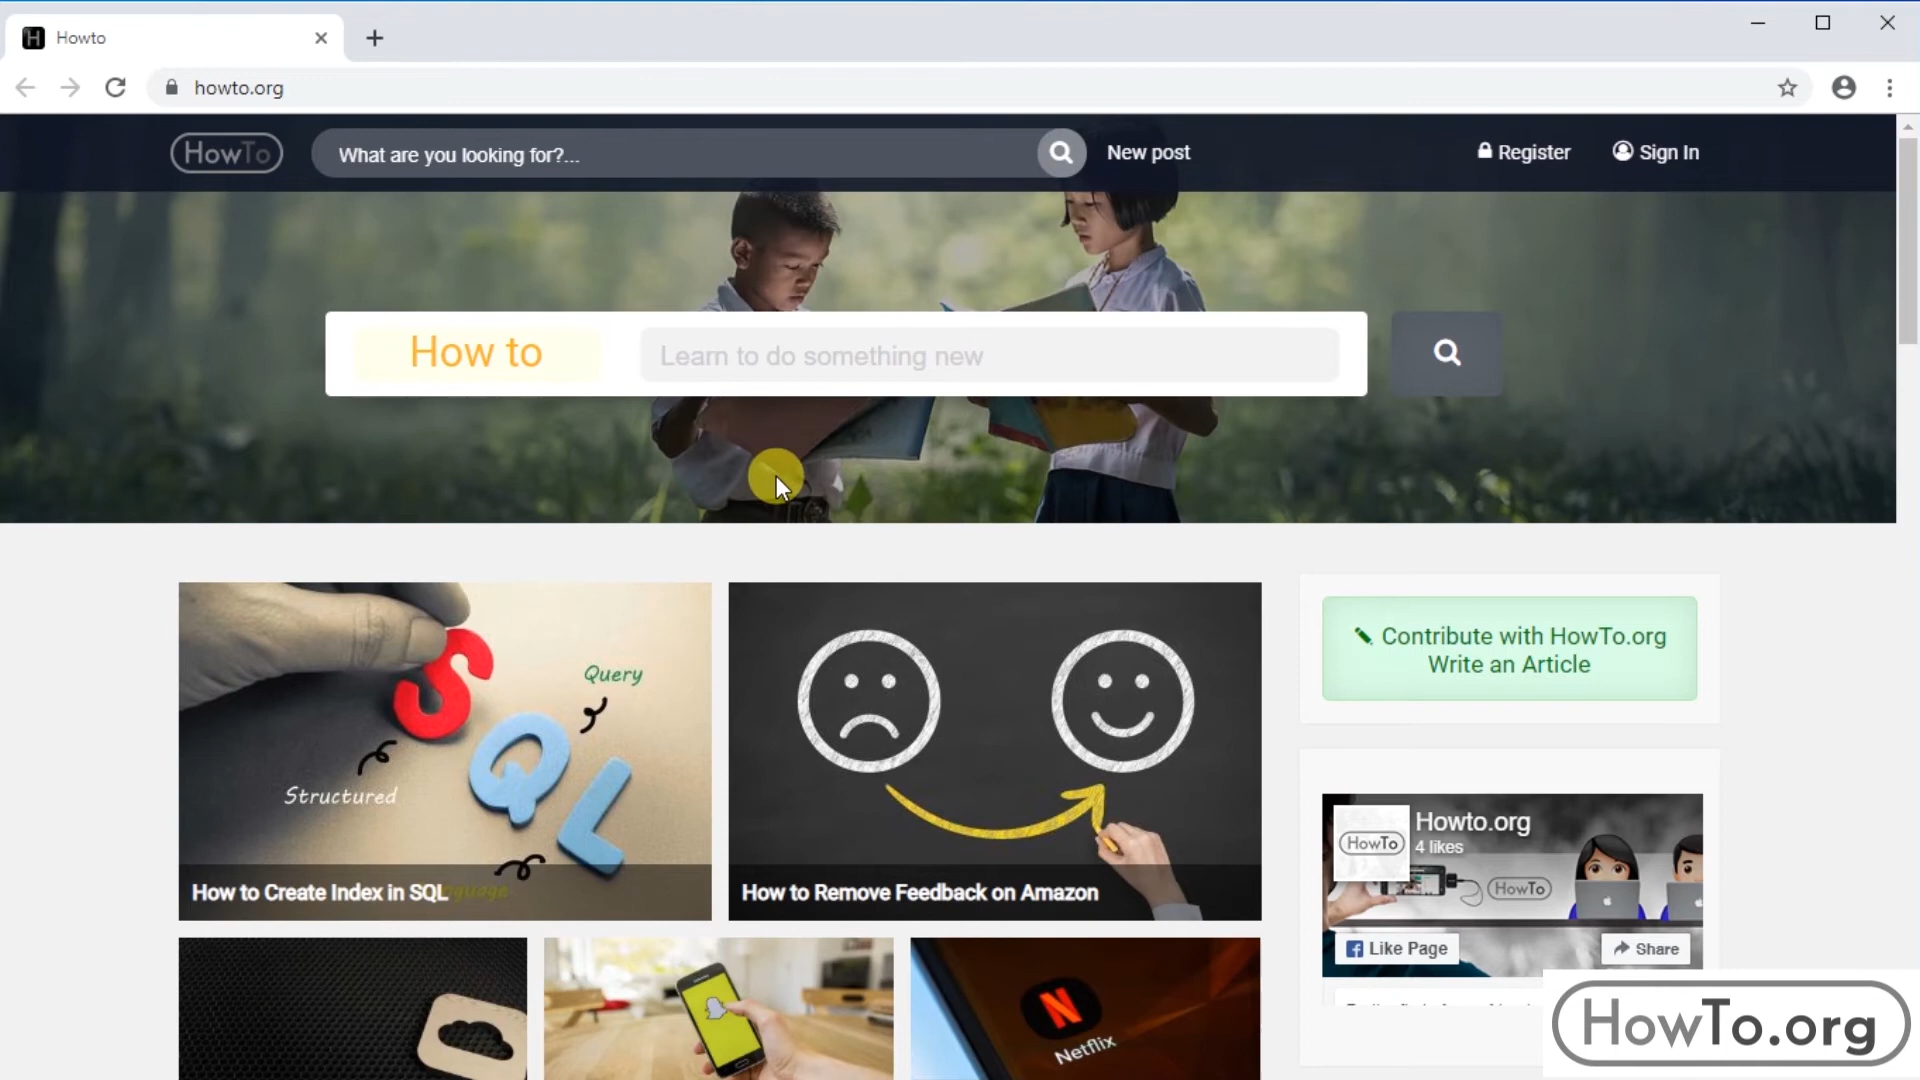 Howto
howto.org
HowTo
What are you looking for?...
New post
Register
Sign In
How to
Learn to do something new
Query
Structured
How to Create Index in SQL
How to Remove Feedback on Amazon
Contribute with HowTo.org
Write an Article
HowTo
Howto.org
4 likes
HowTo
Like Page
Share
Netflix
HowTo.org